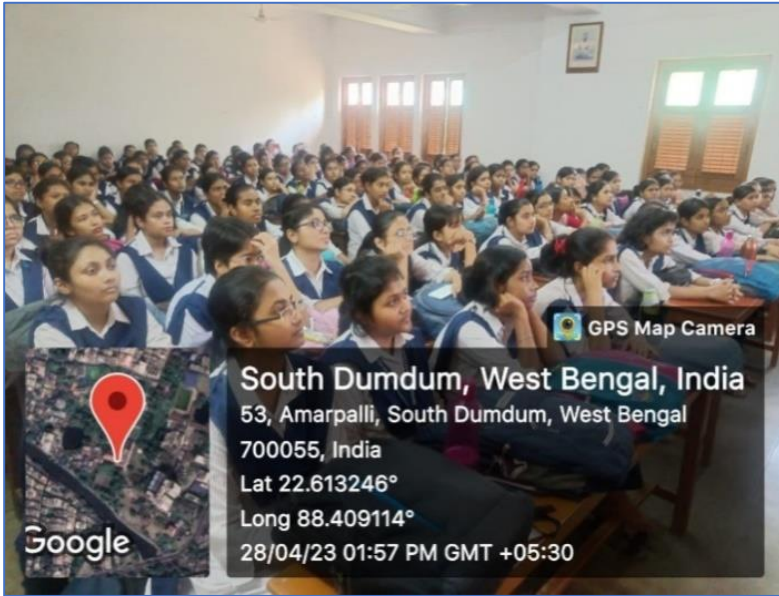 GPS Map Camera
South Dumdum, West Bengal, India
53, Amarpalli, South Dumdum, West Bengal
700055, India
Lat 22.613246°
Long 88.409114°
28/04/23 01:57 PM GMT +05:30
Google